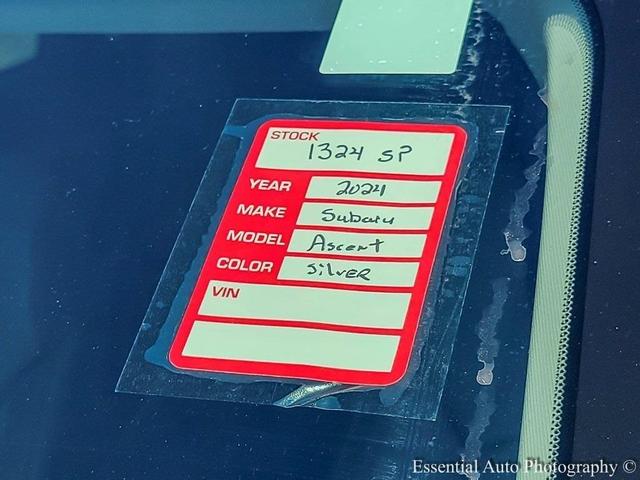 STOCK
1324 SP
YEAR 2024
MAKE Subaru
MODEL Ascent
COLOR Silver
VIN
Essential Auto Photography ©